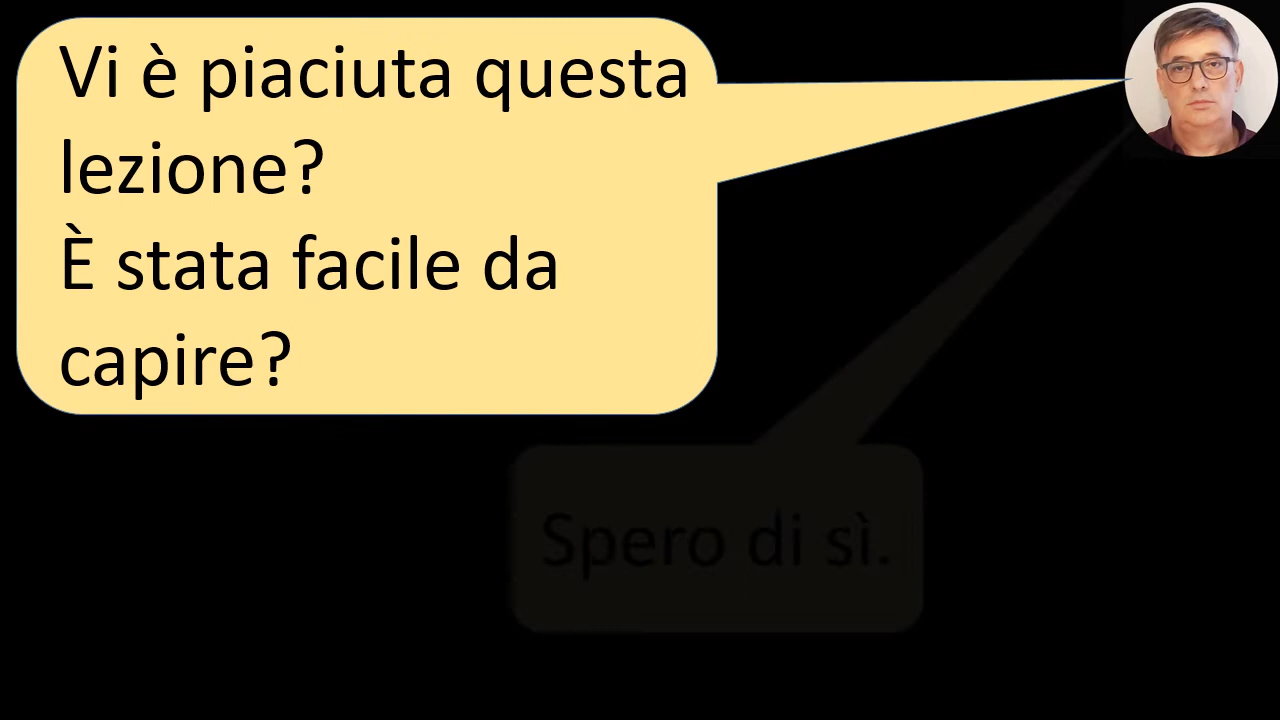 Vi è piaciuta questa
lezione?
È stata facile da
capire?
Spero di sì.